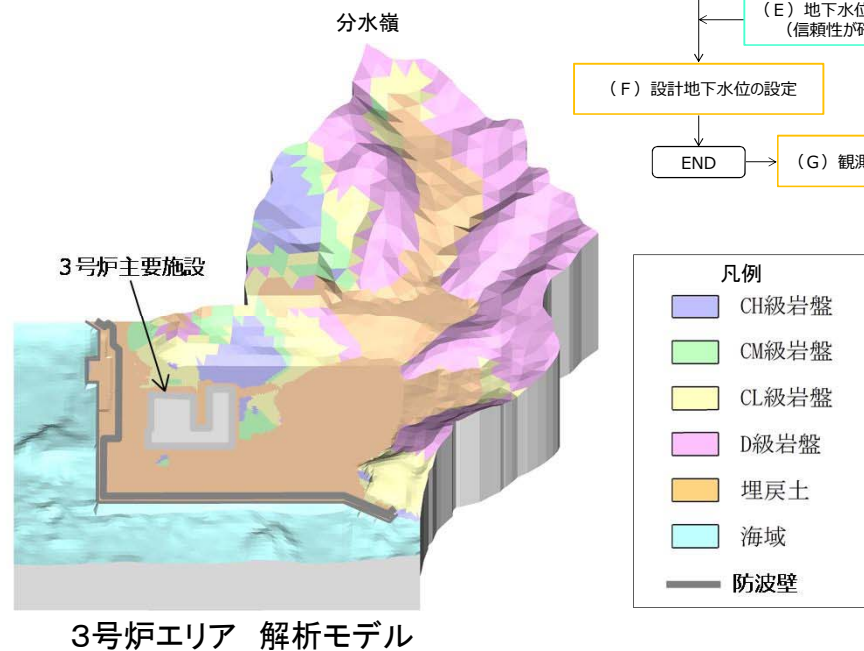 分水嶺
(E)地下水位
(信頼性が
(F)設計地下水位の設定
END
(G)観測
3号炉主要施設
凡例
CH級岩盤
CM級岩盤
CL級岩盤
D級岩盤
埋戻土
海域
防波壁
3号炉エリア 解析モデル